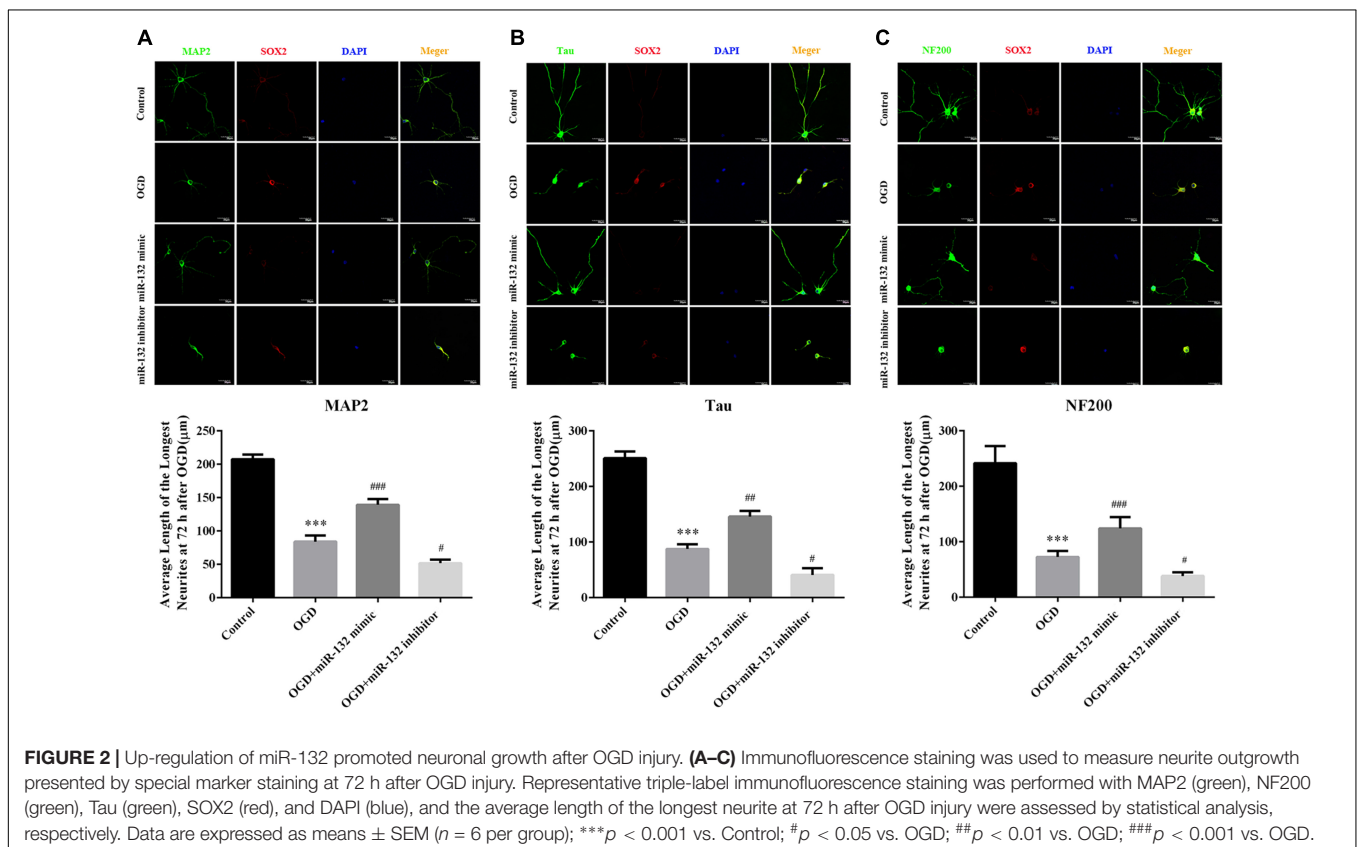 A
MAP2 SOX2 DAPI Meger
Control
OGD
miR-132 mimic
miR-132 inhibitor
MAP2
Average Length of the Longest
Neurites at 72 h after OGD(μm)
250
200
150
100
50
0
***
###
#
Control
OGD
OGD+miR-132 mimic
OGD+miR-132 inhibitor
B
Tau SOX2 DAPI Meger
Control
OGD
miR-132 mimic
miR-132 inhibitor
Tau
Average Length of the Longest
Neurites at 72 h after OGD(μm)
300
200
100
0
***
##
#
Control
OGD
OGD+miR-132 mimic
OGD+miR-132 inhibitor
C
NF200 SOX2 DAPI Meger
Control
OGD
miR-132 mimic
miR-132 inhibitor
NF200
Average Length of the Longest
Neurites at 72 h after OGD(μm)
300
200
100
0
***
###
#
Control
OGD
OGD+miR-132 mimic
OGD+miR-132 inhibitor
FIGURE 2 | Up-regulation of miR-132 promoted neuronal growth after OGD injury. (A–C) Immunofluorescence staining was used to measure neurite outgrowth
presented by special marker staining at 72 h after OGD injury. Representative triple-label immunofluorescence staining was performed with MAP2 (green), NF200
(green), Tau (green), SOX2 (red), and DAPI (blue), and the average length of the longest neurite at 72 h after OGD injury were assessed by statistical analysis,
respectively. Data are expressed as means ± SEM (n = 6 per group); ***p < 0.001 vs. Control; #p < 0.05 vs. OGD; ##p < 0.01 vs. OGD; ###p < 0.001 vs. OGD.